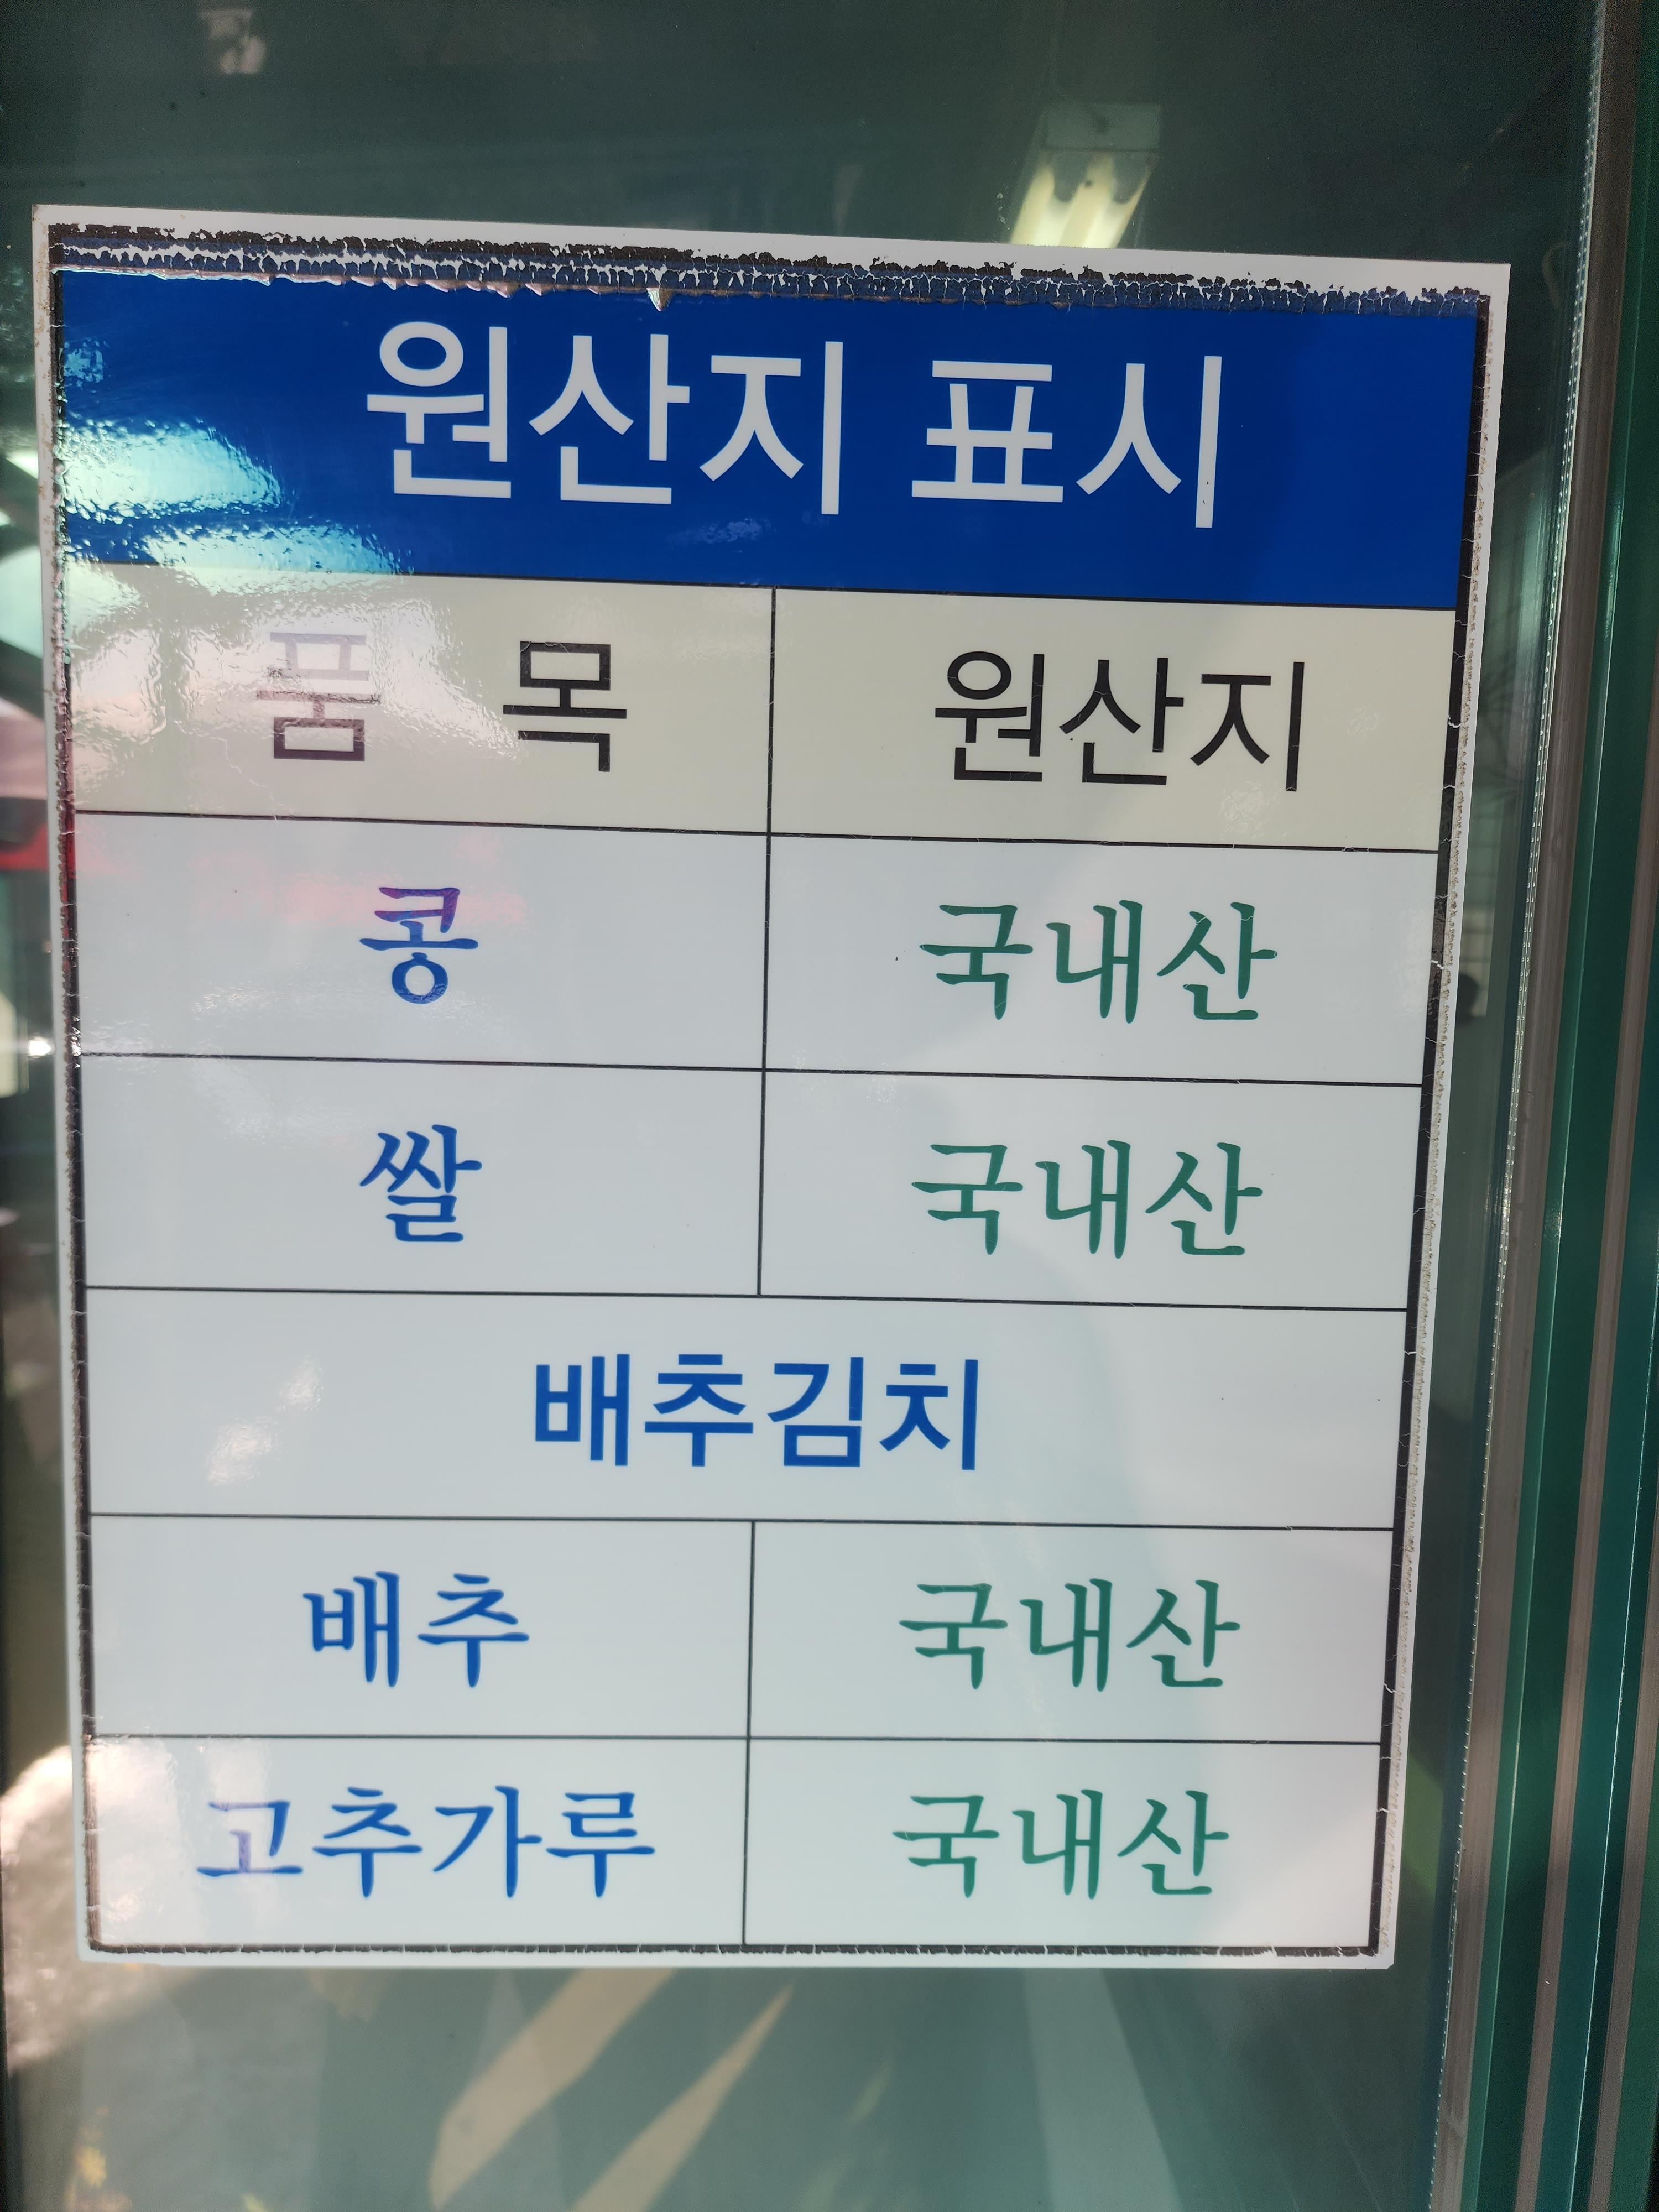 원산지 표시
품 목 원산지
콩 국내산
쌀 국내산
배추김치
배추 국내산
고추가루 국내산